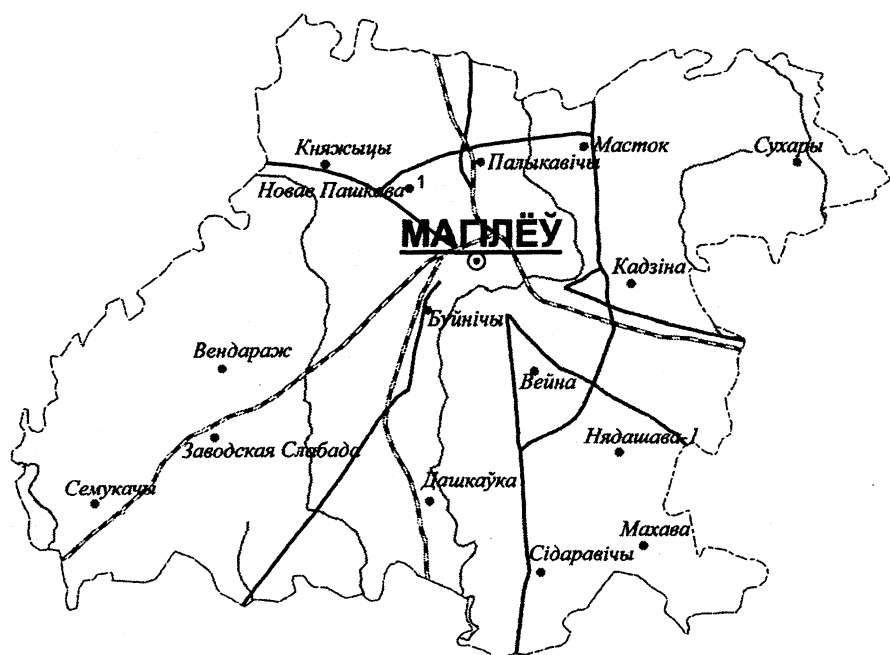 Княжыцы
Масток
Сухары
Палыкавічы
Новае Пашкава
1
МАГІЛЁЎ
Кадзіна
Буйнічы
Вендараж
Вейна
Заводская Слабада
Нядашава-1
Семукачы
Дашкаўка
Махава
Сідаравічы